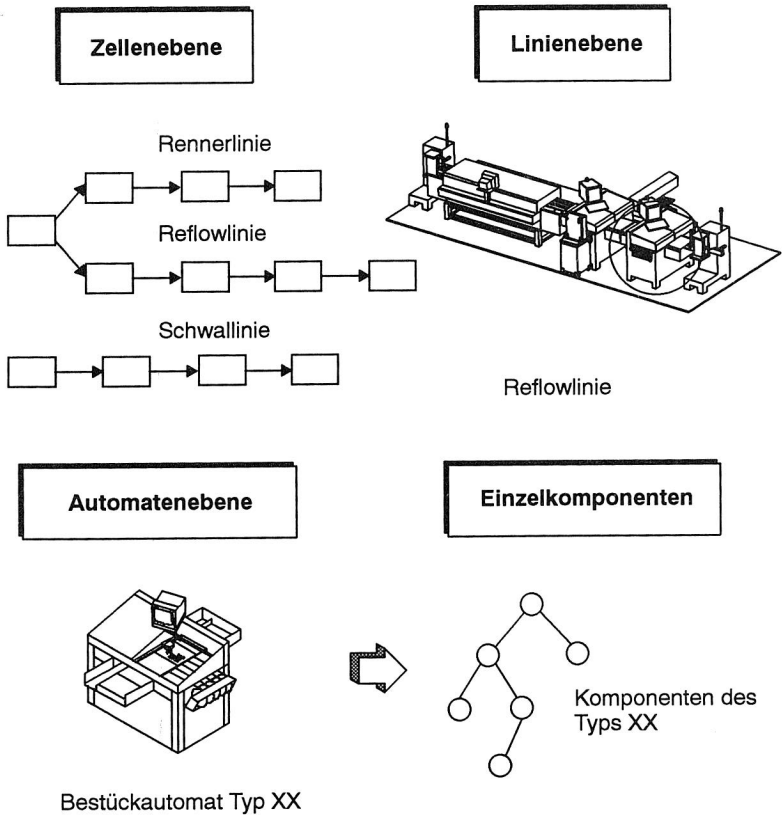 Zellenebene
Linienebene
Rennerlinie
Reflowlinie
Schwallinie
Reflowlinie
Automatenebene
Einzelkomponenten
Komponenten des
Typs XX
Bestückautomat Typ XX